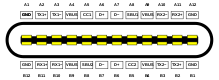 A1 A2 A3 A4 A5 A6 A7 A8 A9 A10 A11 A12
GND TX1+ TX1- VBUS CC1 D+ D- SBU1 VBUS RX2- RX2+ GND
GND RX1+ RX1- VBUS SBU2 D- D+ CC2 VBUS TX2- TX2+ GND
B12 B11 B10 B9 B8 B7 B6 B5 B4 B3 B2 B1